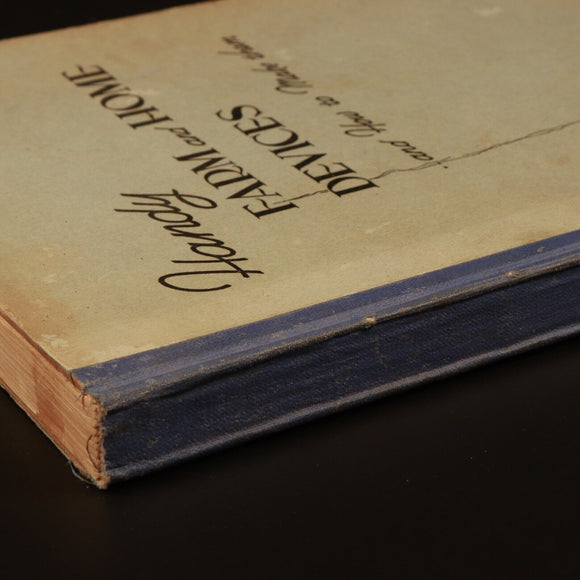 Handy
FARM and HOME
DEVICES
and How to Make them